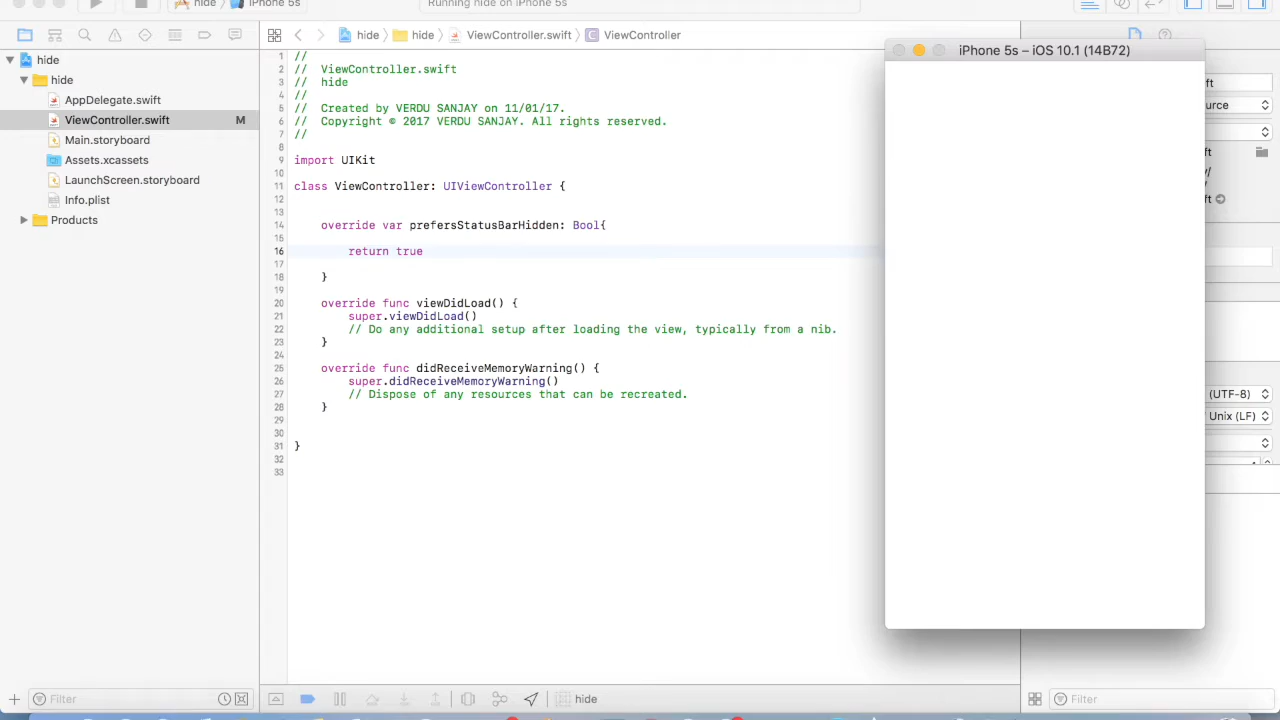 hide
iPhone 5s
Running hide on iPhone 5s
hide
hide
ViewController.swift
ViewController
hide
hide
AppDelegate.swift
ViewController.swift M
Main.storyboard
Assets.xcassets
LaunchScreen.storyboard
Info.plist
Products
1 //
2 // ViewController.swift
3 // hide
4 //
5 // Created by VERDU SANJAY on 11/01/17.
6 // Copyright © 2017 VERDU SANJAY. All rights reserved.
7 //
8
9 import UIKit
10
11 class ViewController: UIViewController {
12
13
14 override var prefersStatusBarHidden: Bool{
15
16 return true
17
18 }
19
20 override func viewDidLoad() {
21 super.viewDidLoad()
22 // Do any additional setup after loading the view, typically from a nib.
23 }
24
25 override func didReceiveMemoryWarning() {
26 super.didReceiveMemoryWarning()
27 // Dispose of any resources that can be recreated.
28 }
29
30
31 }
32
33
iPhone 5s – iOS 10.1 (14B72)
ft
urce
ft
y/
ft
(UTF-8)
Unix (LF)
Filter
hide
Filter